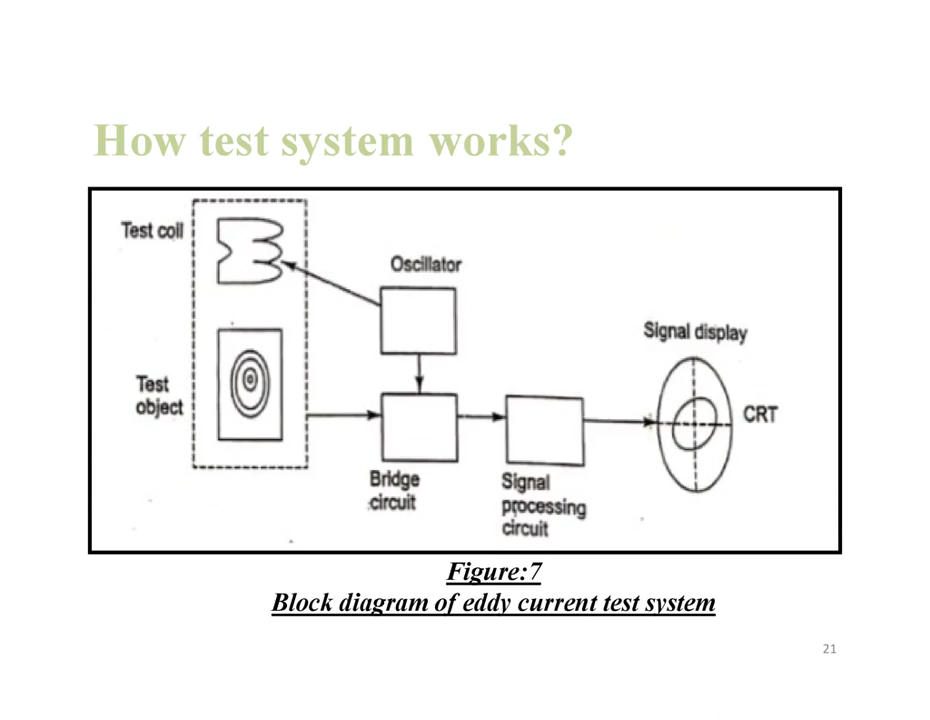 How test system works?
Test coil
Oscillator
Signal display
Test
object
CRT
Bridge
circuit
Signal
processing
circuit
Figure:7
Block diagram of eddy current test system
21